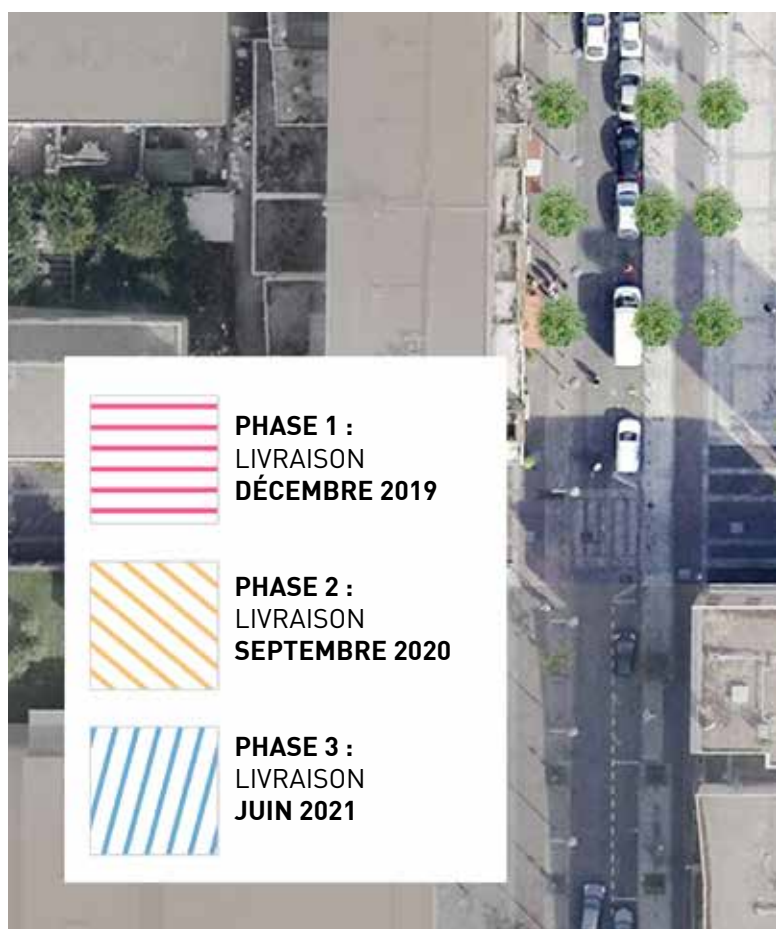 PHASE 1 :
LIVRAISON
DÉCEMBRE 2019
PHASE 2 :
LIVRAISON
SEPTEMBRE 2020
PHASE 3 :
LIVRAISON
JUIN 2021